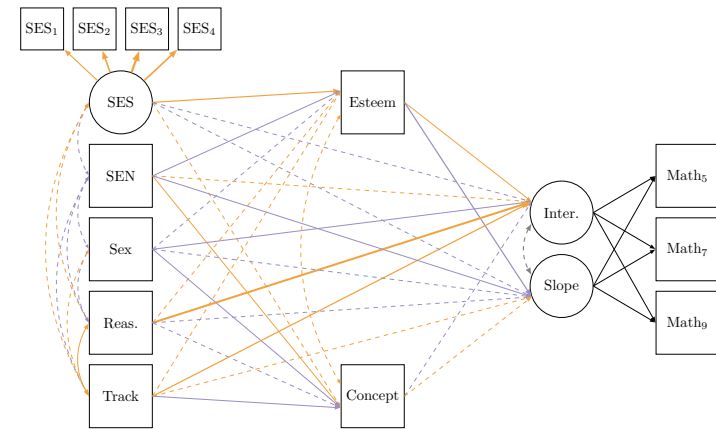 SES₁ SES₂ SES₃ SES₄
SES
Esteem
SEN
Math₅
Inter.
Sex
Math₇
Slope
Reas.
Math₉
Track
Concept